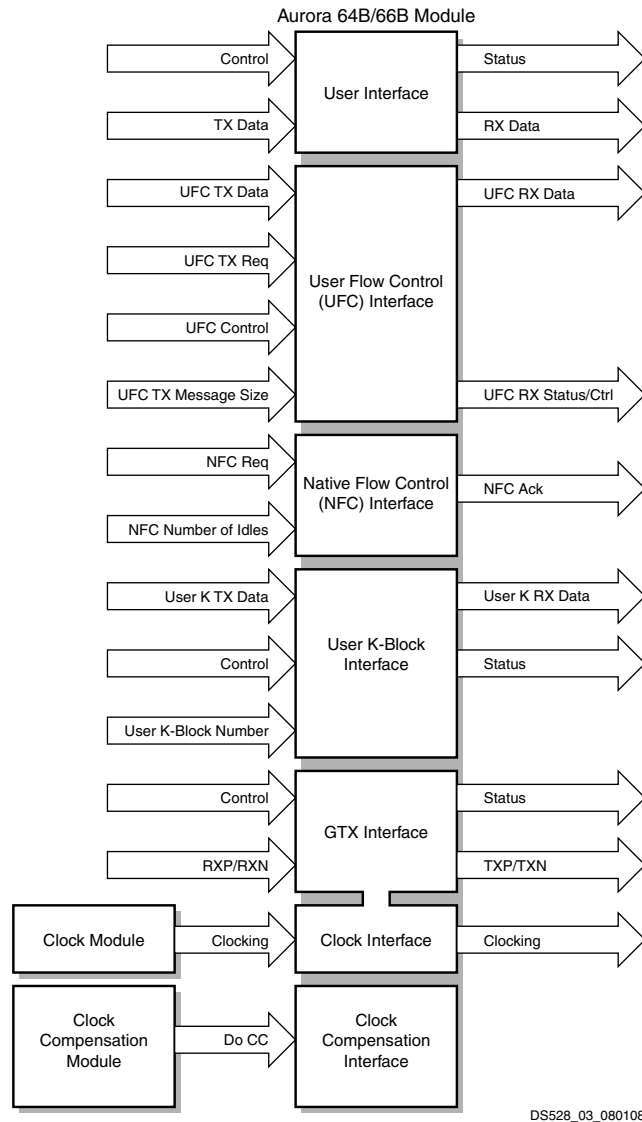 Aurora 64B/66B Module
Control
User Interface
Status
TX Data
RX Data
UFC TX Data
UFC RX Data
UFC TX Req
User Flow Control
(UFC) Interface
UFC Control
UFC TX Message Size
UFC RX Status/Ctrl
NFC Req
Native Flow Control
(NFC) Interface
NFC Ack
NFC Number of Idles
User K TX Data
User K RX Data
User K-Block
Interface
Control
Status
User K-Block Number
Control
Status
GTX Interface
RXP/RXN
TXP/TXN
Clock Module
Clocking
Clock Interface
Clocking
Clock
Compensation
Module
Do CC
Clock
Compensation
Interface
DS528_03_080108